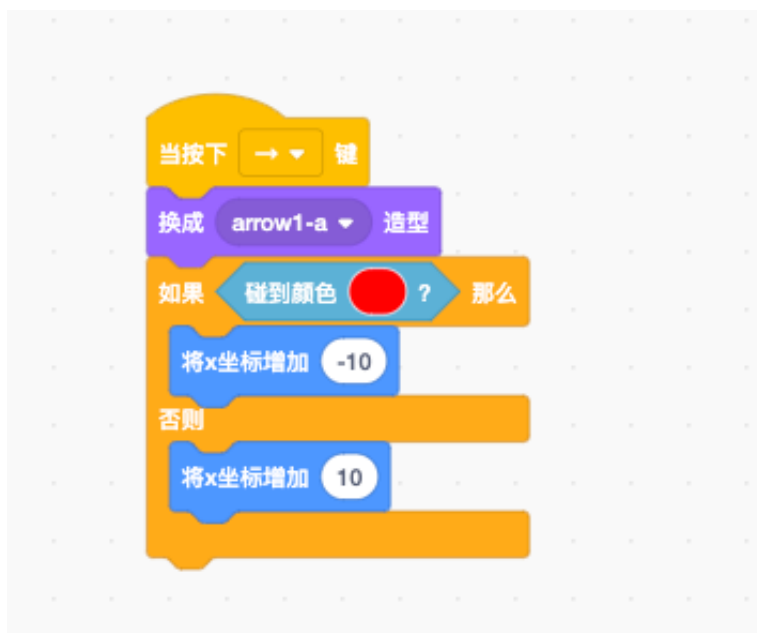 当按下 → 键
换成 arrow1-a 造型
如果 碰到颜色 ? 那么
将x坐标增加 -10
否则
将x坐标增加 10